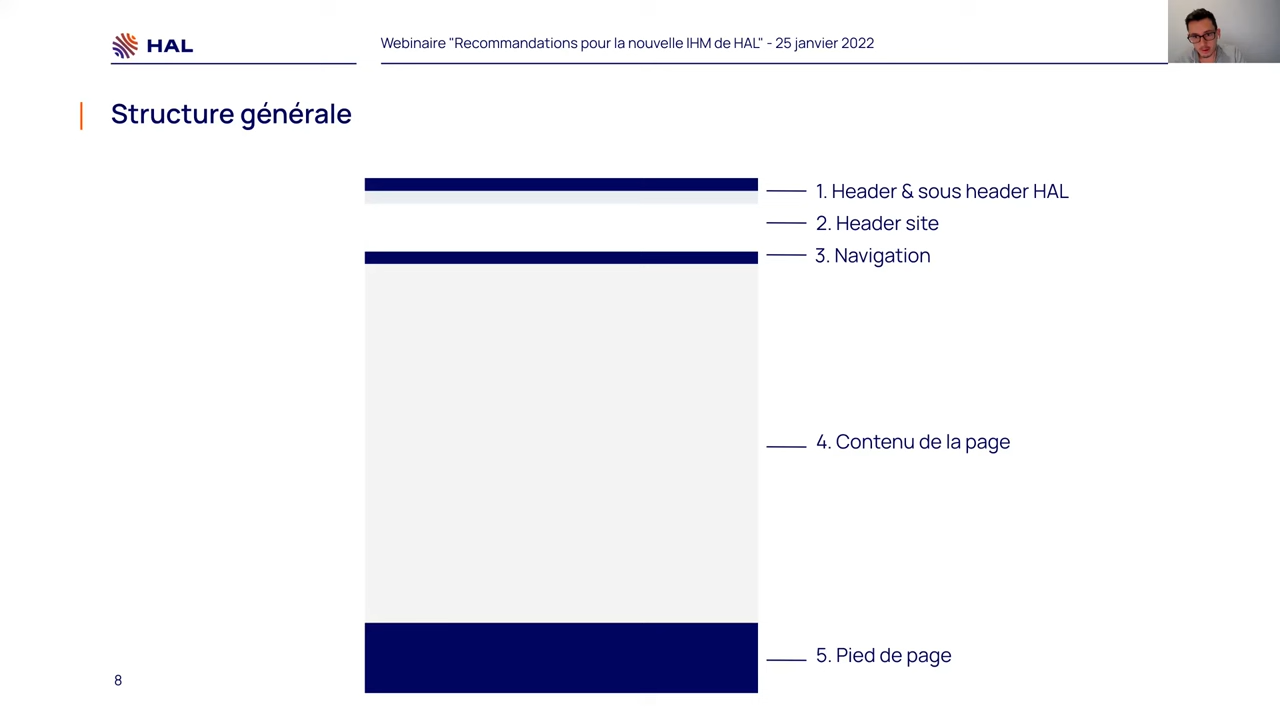 HAL
Webinaire "Recommandations pour la nouvelle IHM de HAL" - 25 janvier 2022
Structure générale
1. Header & sous header HAL
2. Header site
3. Navigation
4. Contenu de la page
5. Pied de page
8